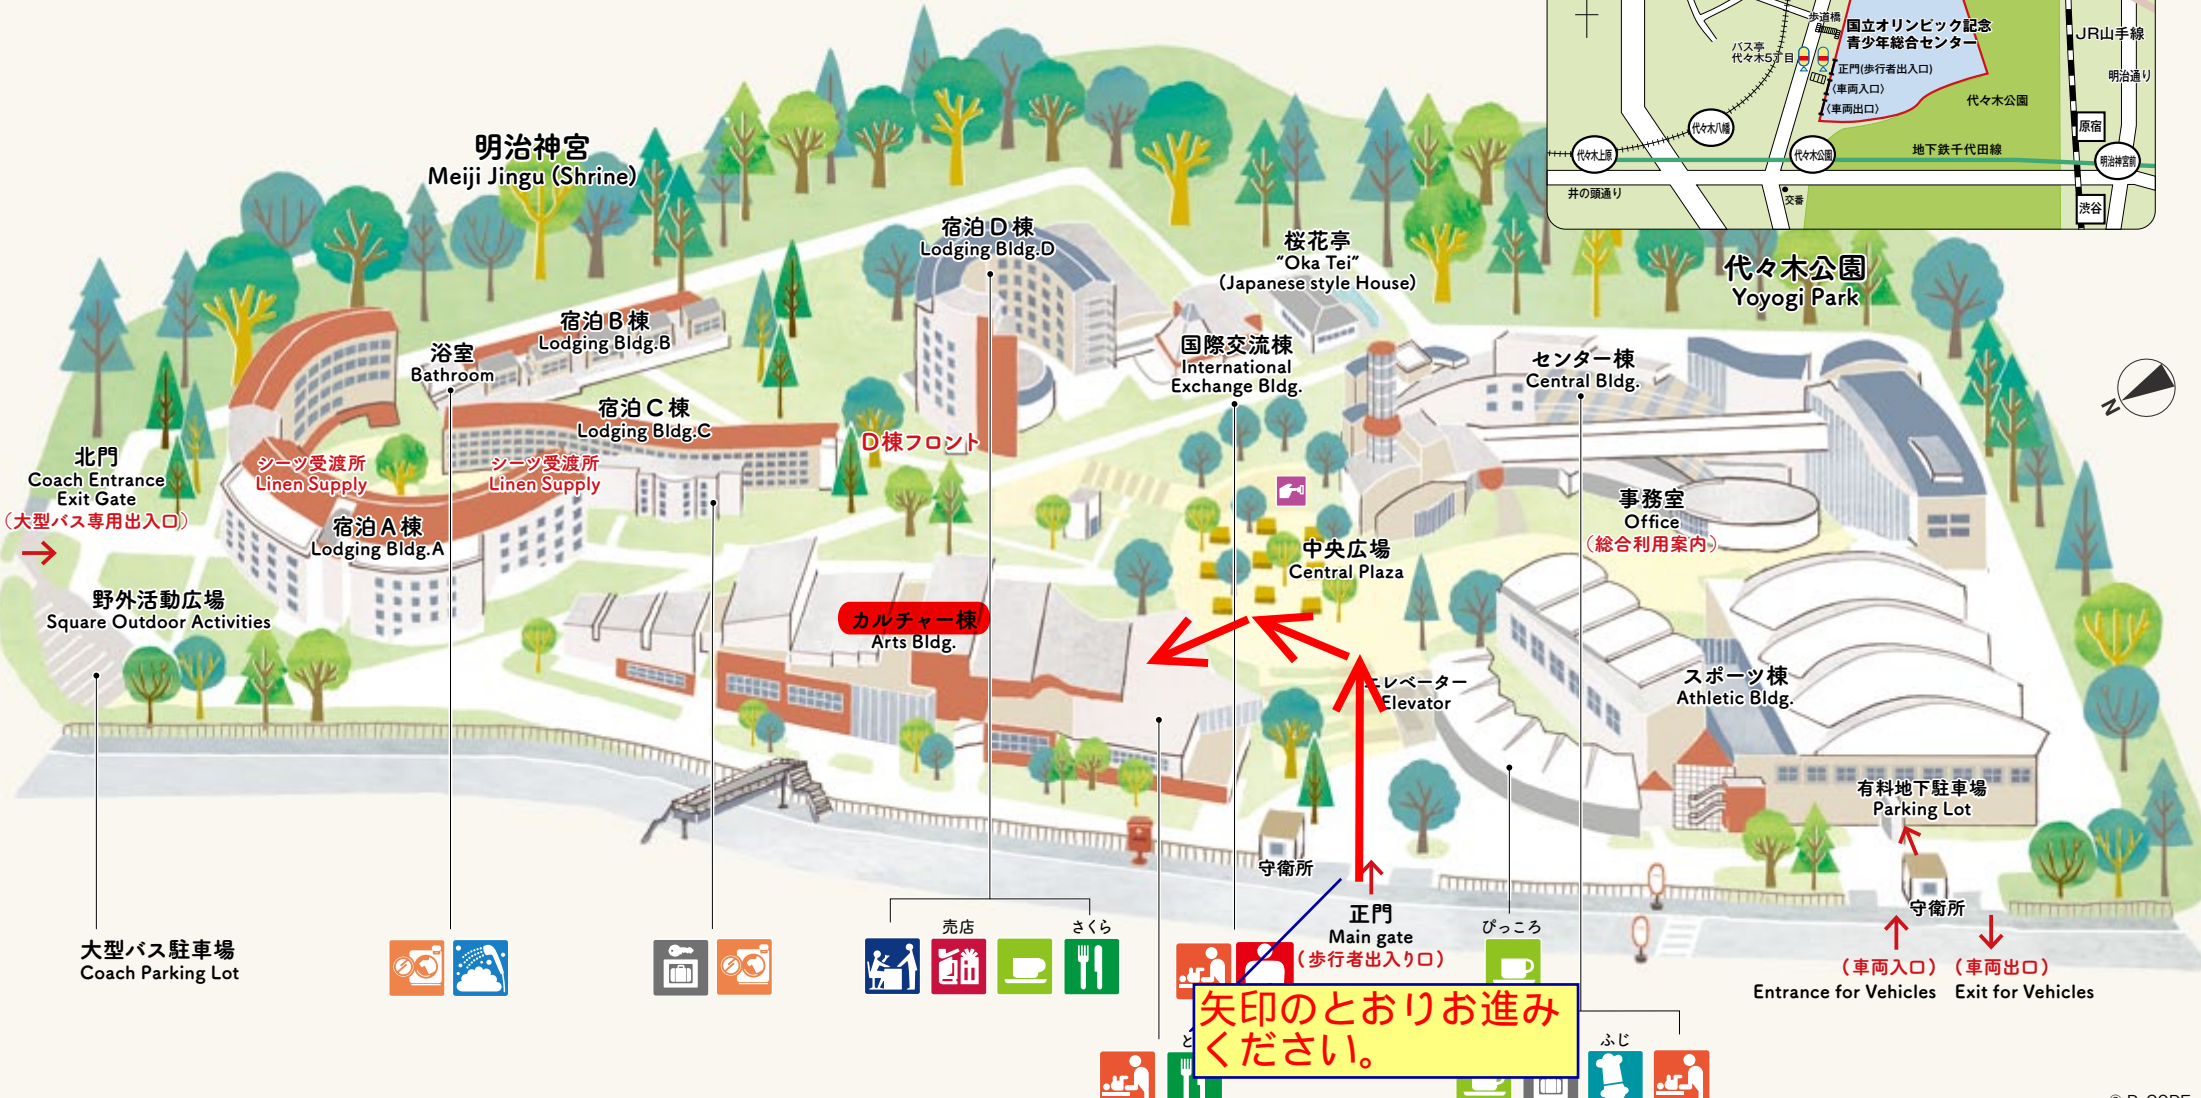 歩道橋
国立オリンピック記念
青少年総合センター
JR山手線
バス亭
代々木5丁目
正門(歩行者出入口)
(車両入口)
(車両出口)
明治通り
代々木公園
原宿
代々木八幡
代々木上原
代々木公園
地下鉄千代田線
明治神宮前
井の頭通り
交番
渋谷
明治神宮
Meiji Jingu (Shrine)
宿泊D棟
Lodging Bldg.D
桜花亭
“Oka Tei”
(Japanese style House)
代々木公園
Yoyogi Park
宿泊B棟
Lodging Bldg.B
浴室
Bathroom
国際交流棟
International
Exchange Bldg.
センター棟
Central Bldg.
N
宿泊C棟
Lodging Bldg.C
D棟フロント
北門
Coach Entrance
Exit Gate
(大型バス専用出入口)
シーツ受渡所
Linen Supply
シーツ受渡所
Linen Supply
宿泊A棟
Lodging Bldg.A
事務室
Office
(総合利用案内)
中央広場
Central Plaza
野外活動広場
Square Outdoor Activities
カルチャー棟
Arts Bldg.
エレベーター
Elevator
スポーツ棟
Athletic Bldg.
有料地下駐車場
Parking Lot
守衛所
守衛所
正門
Main gate
(歩行者出入り口)
大型バス駐車場
Coach Parking Lot
売店
さくら
ぴっころ
(車両入口)
Entrance for Vehicles
(車両出口)
Exit for Vehicles
矢印のとおりお進み
ください。
と
ふじ